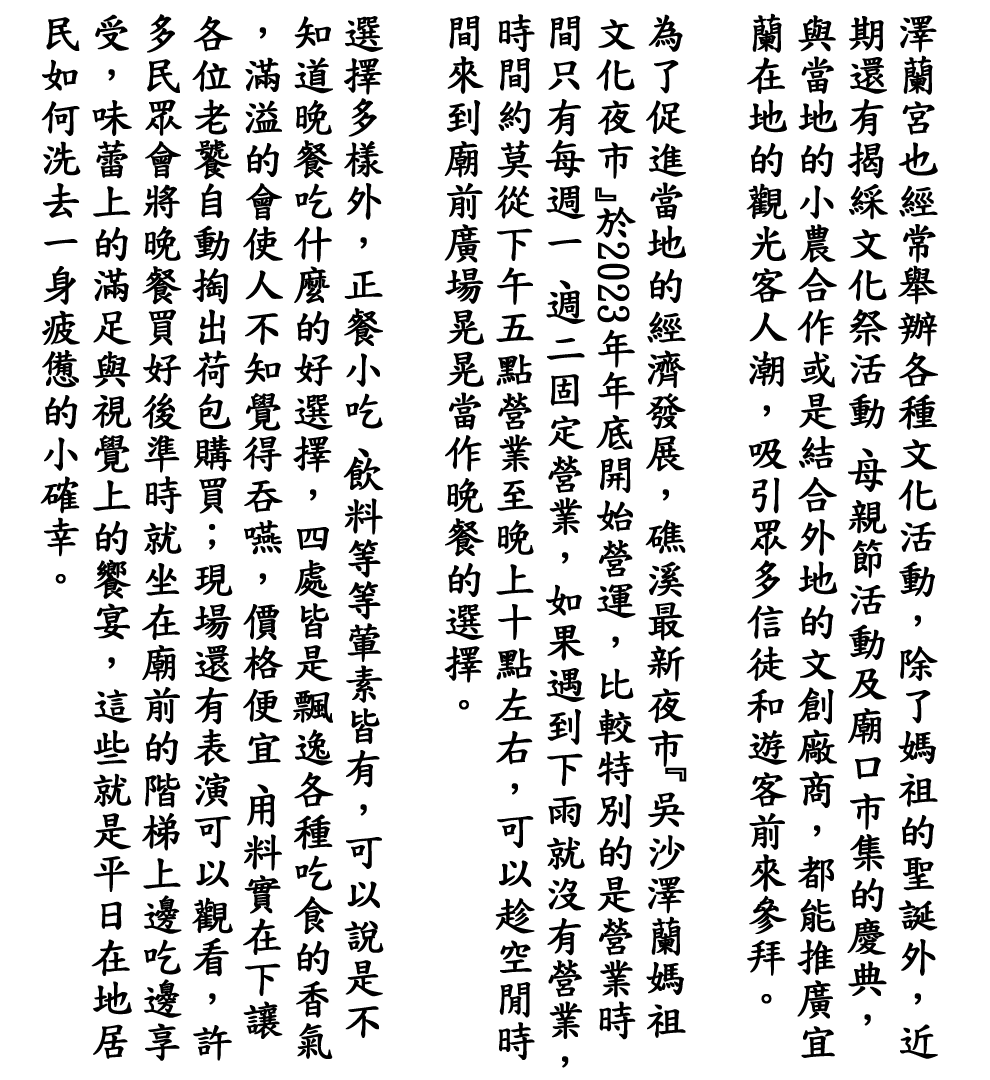 澤蘭宮也經常舉辦各種文化活動，除了媽祖的聖誕外，近
期還有揭綵文化祭活動、母親節活動及廟口市集的慶典，
與當地的小農合作或是結合外地的文創廠商，都能推廣宜
蘭在地的觀光客人潮，吸引眾多信徒和遊客前來參拜。
為了促進當地的經濟發展，礁溪最新夜市『吳沙澤蘭媽祖
文化夜市』於2023年年底開始營運，比較特別的是營業時
間只有每週一、週二固定營業，如果遇到下雨就沒有營業，
時間約莫從下午五點營業至晚上十點左右，可以趁空閒時
間來到廟前廣場晃晃當作晚餐的選擇。
選擇多樣外，正餐小吃、飲料等等葷素皆有，可以說是不
知道晚餐吃什麼的好選擇，四處皆是飄逸各種吃食的香氣
，滿溢的會使人不知覺得吞嚥，價格便宜、用料實在下讓
各位老饕自動掏出荷包購買；現場還有表演可以觀看，許
多民眾會將晚餐買好後準時就坐在廟前的階梯上邊吃邊享
受，味蕾上的滿足與視覺上的饗宴，這些就是平日在地居
民如何洗去一身疲憊的小確幸。